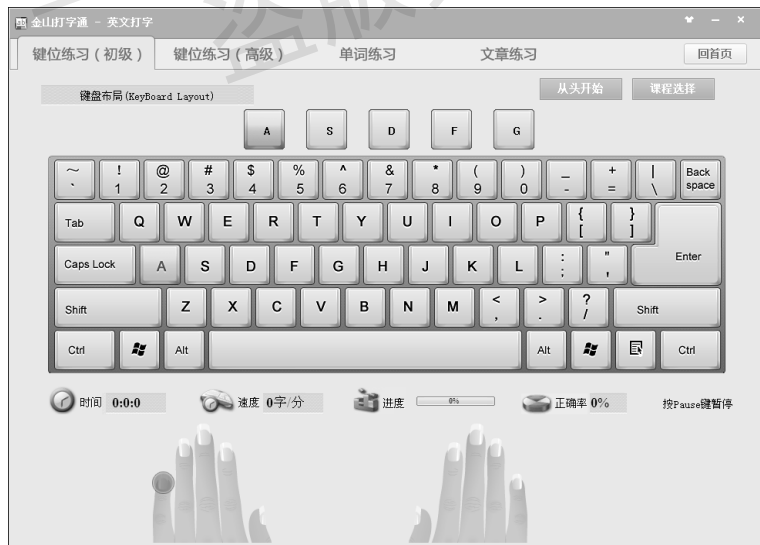 金山打字通 - 英文打字
键位练习（初级） 键位练习（高级） 单词练习 文章练习 回首页
从头开始 课程选择
键盘布局(KeyBoard Layout)
A S D F G
~ ! @ # $ % ^ & * ( ) _ + | Back space
` 1 2 3 4 5 6 7 8 9 0 - = \
Tab Q W E R T Y U I O P { [ } ]
Caps Lock A S D F G H J K L : ; " ' Enter
Shift Z X C V B N M < , > . ? / Shift
Ctrl Alt Alt Ctrl
时间 0:0:0 速度 0字/分 进度 0% 正确率 0% 按Pause键暂停